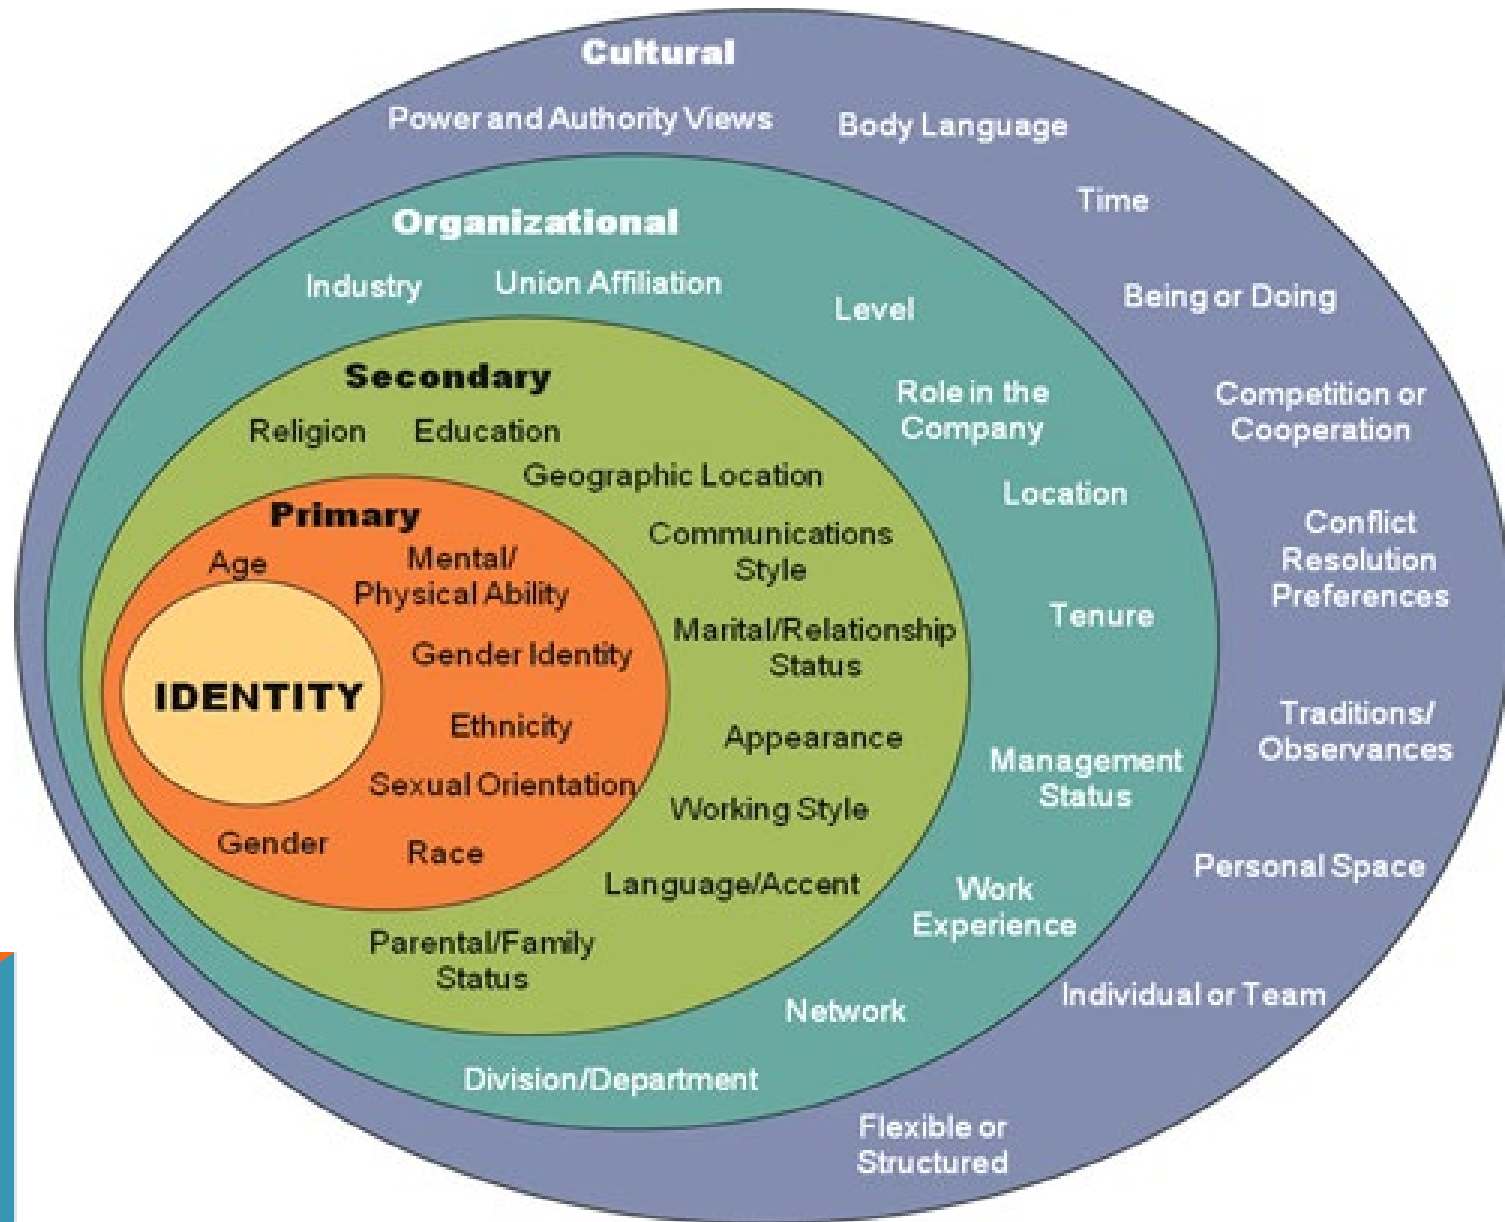 Cultural
Power and Authority Views
Body Language
Time
Being or Doing
Competition or
Cooperation
Conflict
Resolution
Preferences
Traditions/
Observances
Personal Space
Individual or Team
Flexible or
Structured
Organizational
Industry
Union Affiliation
Level
Role in the
Company
Location
Tenure
Management
Status
Work
Experience
Network
Division/Department
Secondary
Religion
Education
Geographic Location
Communications
Style
Marital/Relationship
Status
Appearance
Working Style
Language/Accent
Parental/Family
Status
Primary
Age
Mental/
Physical Ability
Gender Identity
Ethnicity
Sexual Orientation
Gender
Race
IDENTITY